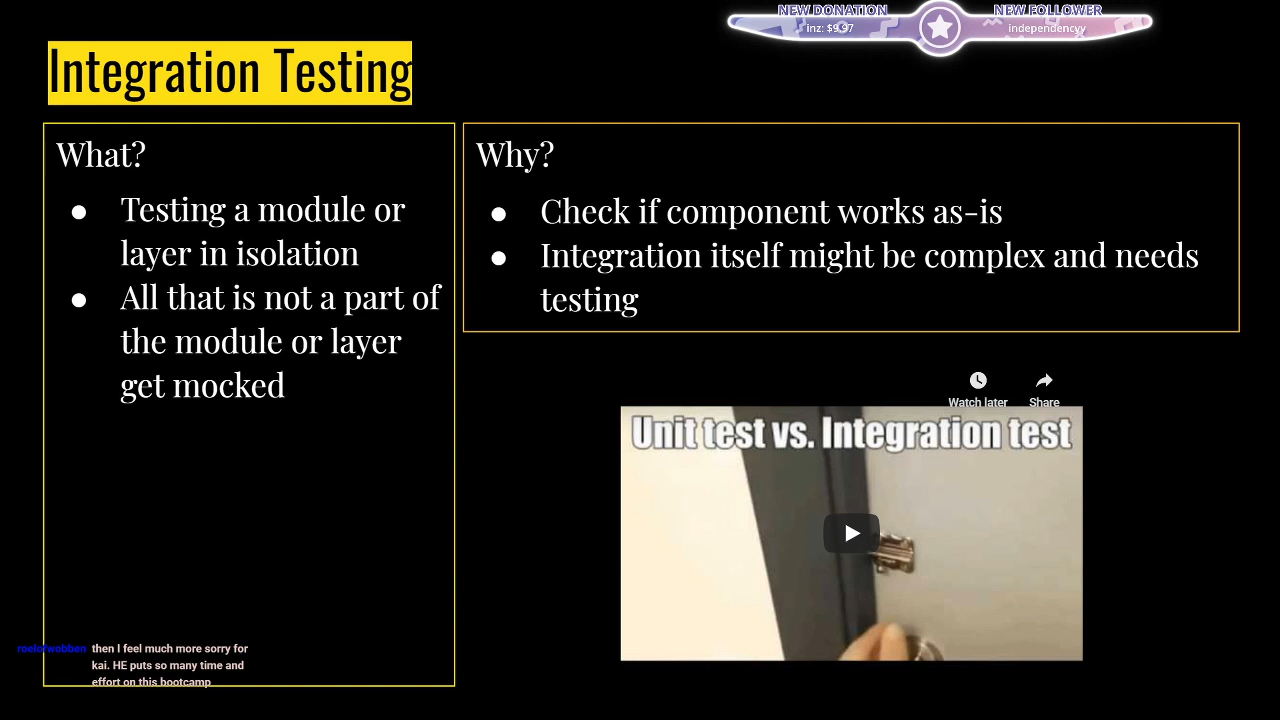 NEW DONATION
inz: $9.97
NEW FOLLOWER
independencyy
Integration Testing
What?
● Testing a module or
layer in isolation
● All that is not a part of
the module or layer
get mocked
Why?
● Check if component works as-is
● Integration itself might be complex and needs
testing
Watch later
Share
Unit test vs. Integration test
roelofwobben then I feel much more sorry for
kai. HE puts so many time and
effort on this bootcamp